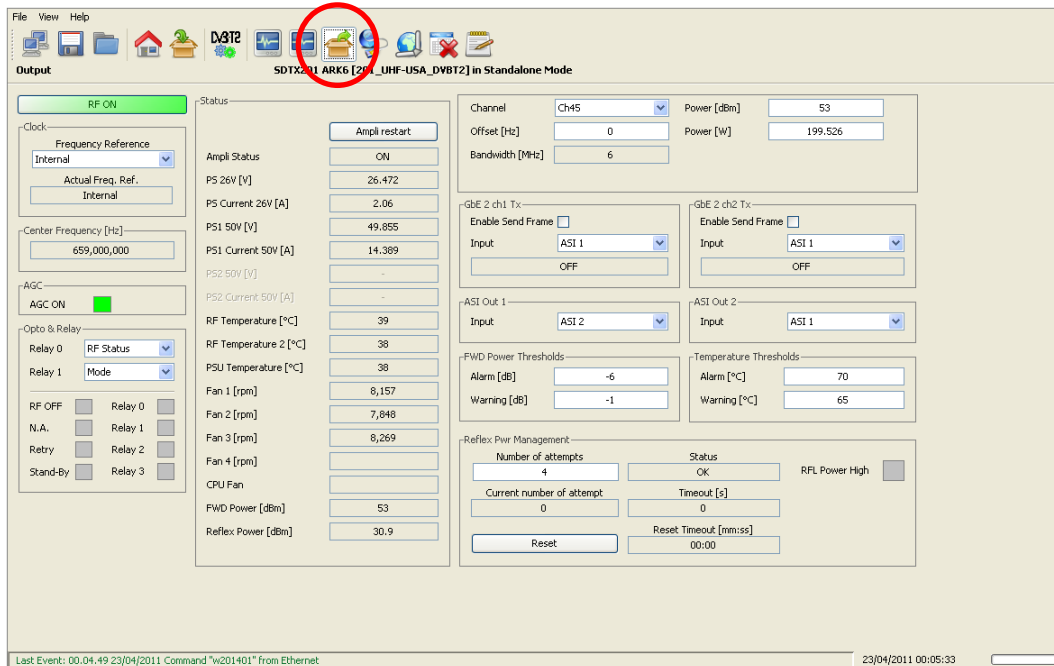 File View Help
DVBT2
Output
SDTX201 ARK6 [201_UHF-USA_DVBT2] in Standalone Mode
RF ON
Clock
Frequency Reference
Internal
Actual Freq. Ref.
Internal
Center Frequency [Hz]
659,000,000
AGC
AGC ON
Opto & Relay
Relay 0 RF Status
Relay 1 Mode
RF OFF Relay 0
N.A. Relay 1
Retry Relay 2
Stand-By Relay 3
Status
Ampli restart
Ampli Status ON
PS 26V [V] 26.472
PS Current 26V [A] 2.06
PS1 50V [V] 49.855
PS1 Current 50V [A] 14.389
PS2 50V [V] -
PS2 Current 50V [A] -
RF Temperature [°C] 39
RF Temperature 2 [°C] 38
PSU Temperature [°C] 38
Fan 1 [rpm] 8,157
Fan 2 [rpm] 7,848
Fan 3 [rpm] 8,269
Fan 4 [rpm]
CPU Fan
FWD Power [dBm] 53
Reflex Power [dBm] 30.9
Channel Ch45 Power [dBm] 53
Offset [Hz] 0 Power [W] 199.526
Bandwidth [MHz] 6
GbE 2 ch1 Tx
Enable Send Frame
Input ASI 1
OFF
GbE 2 ch2 Tx
Enable Send Frame
Input ASI 1
OFF
ASI Out 1
Input ASI 2
ASI Out 2
Input ASI 1
FWD Power Thresholds
Alarm [dB] -6
Warning [dB] -1
Temperature Thresholds
Alarm [°C] 70
Warning [°C] 65
Reflex Pwr Management
Number of attempts Status
4 OK RFL Power High
Current number of attempt Timeout [s]
0 0
Reset Timeout [mm:ss]
Reset 00:00
Last Event: 00.04.49 23/04/2011 Command "w201401" from Ethernet 23/04/2011 00:05:33